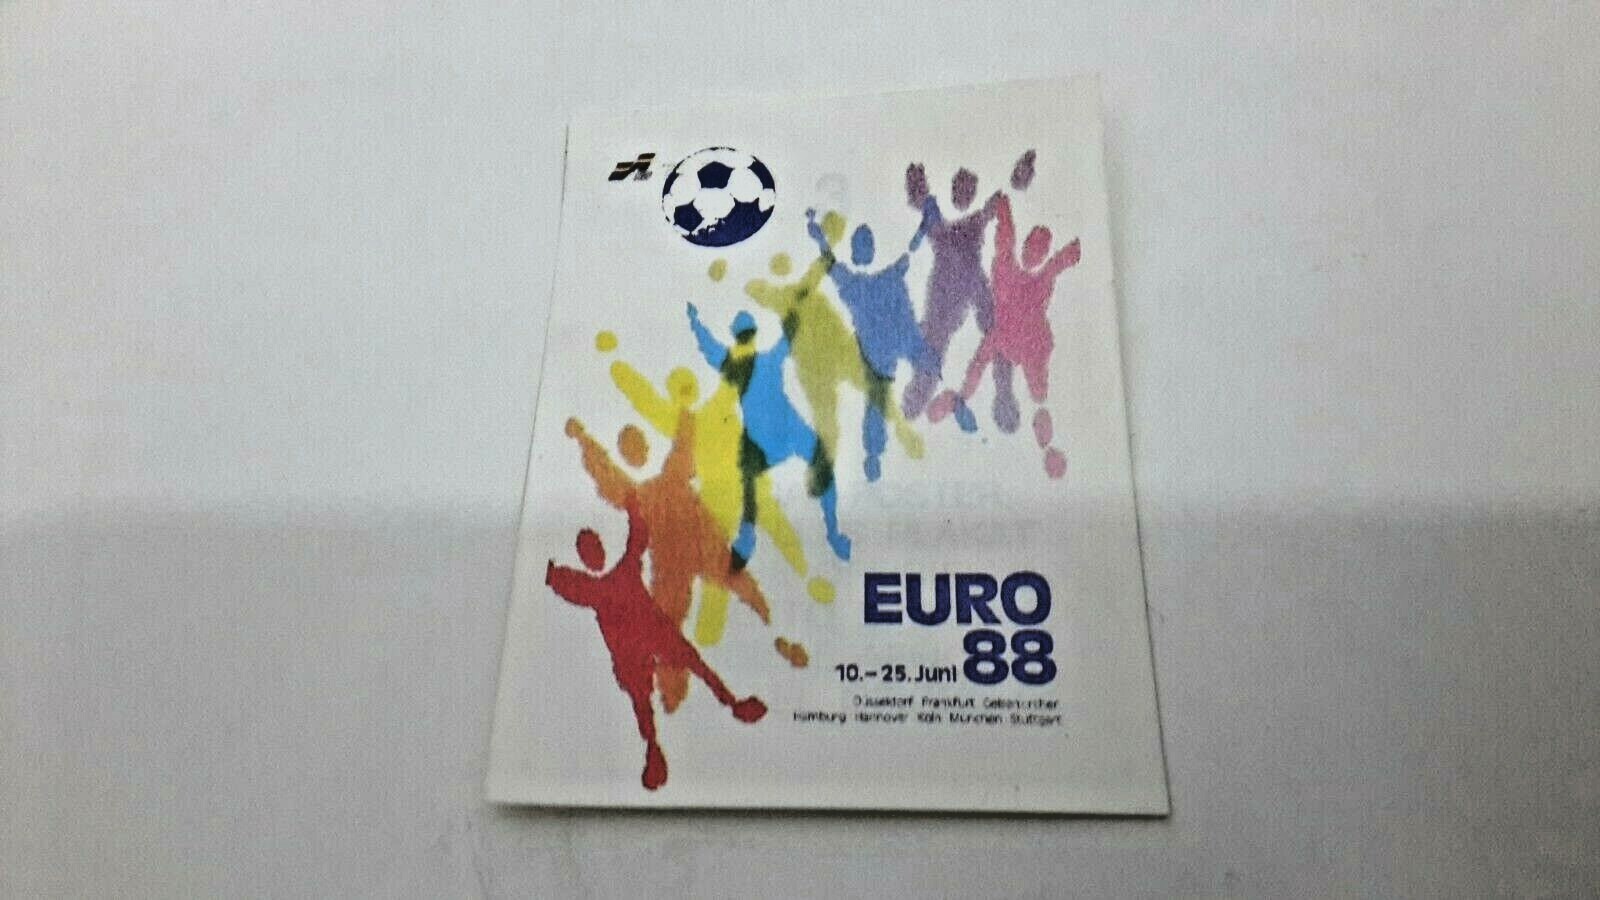 EURO
88
10.–25. Juni
Düsseldorf Frankfurt Gelsenkirchen
Hamburg Hannover Köln München Stuttgart